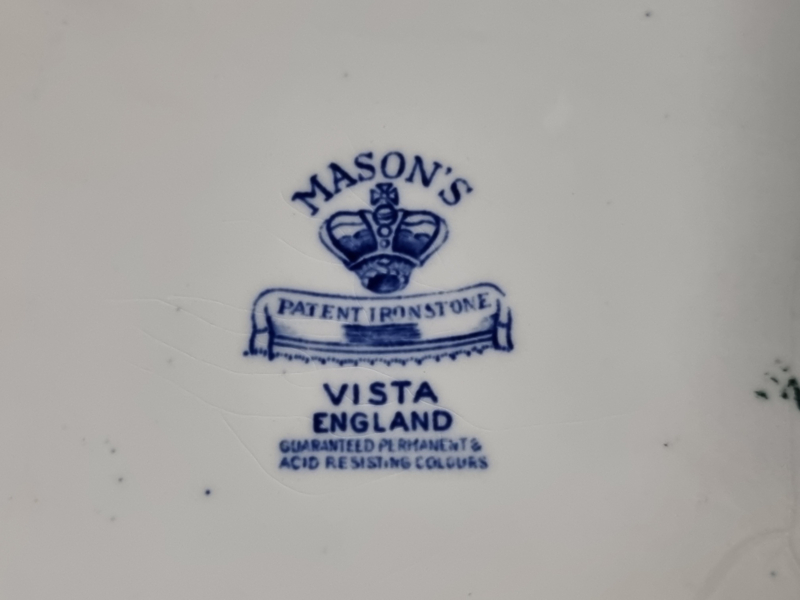 MASON'S
PATENT IRONSTONE
VISTA
ENGLAND
GUARANTEED PERMANENT &
ACID RESISTING COLOURS